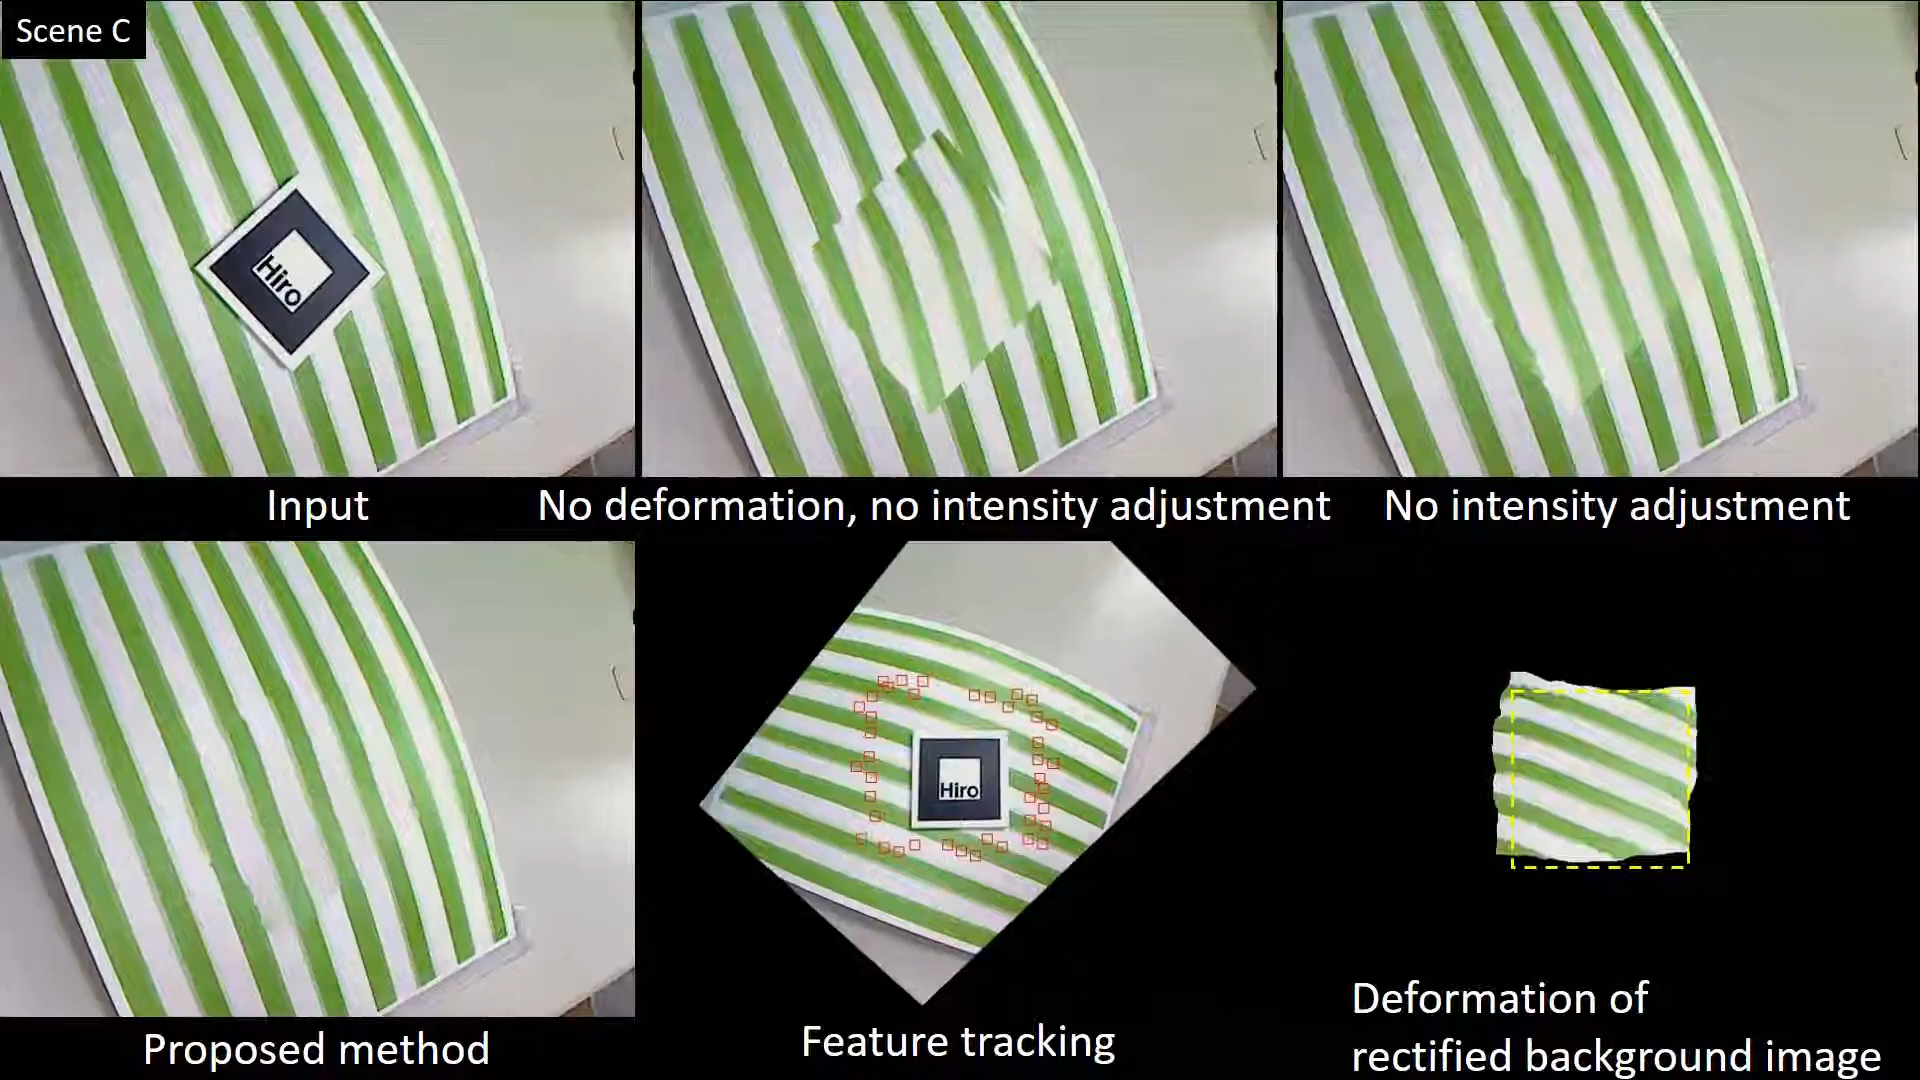 Scene C
Hiro
Input
No deformation, no intensity adjustment
No intensity adjustment
Hiro
Proposed method
Feature tracking
Deformation of
rectified background image